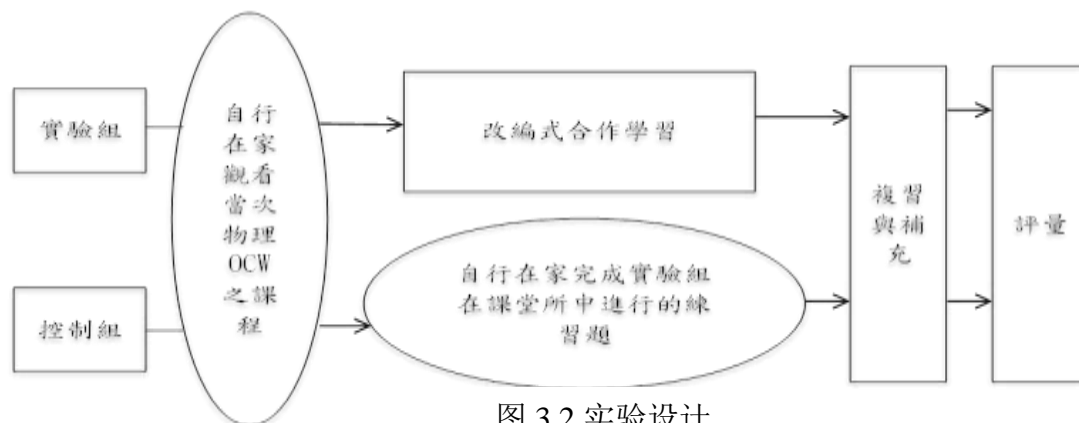 實驗組
控制組
自行
在家
觀看
當次
物理
OCW
之課
程
改編式合作學習
自行在家完成實驗組
在課堂所中進行的練
習題
複習
與補
充
評量
图 3.2 实验设计